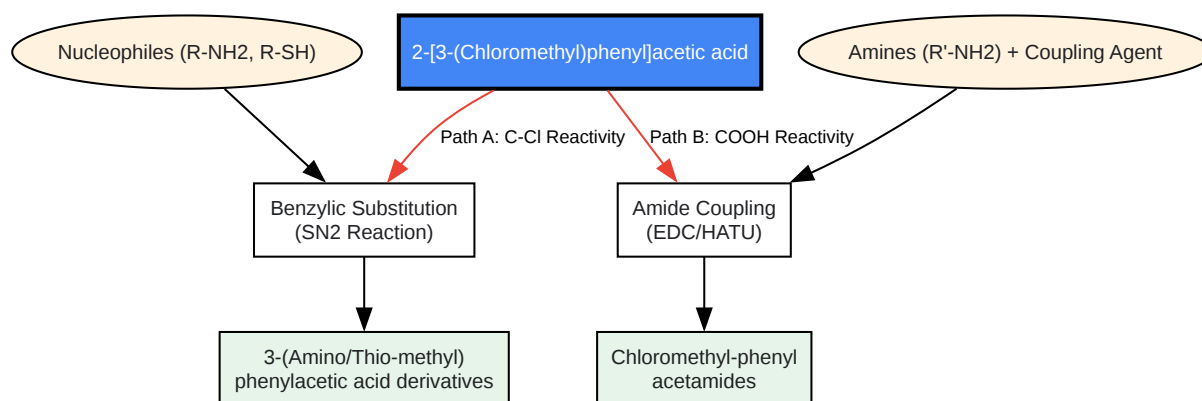 Nucleophiles (R-NH2, R-SH)
2-[3-(Chloromethyl)phenyl]acetic acid
Amines (R'-NH2) + Coupling Agent
Path A: C-Cl Reactivity
Path B: COOH Reactivity
Benzylic Substitution
(SN2 Reaction)
Amide Coupling
(EDC/HATU)
3-(Amino/Thio-methyl)
phenylacetic acid derivatives
Chloromethyl-phenyl
acetamides